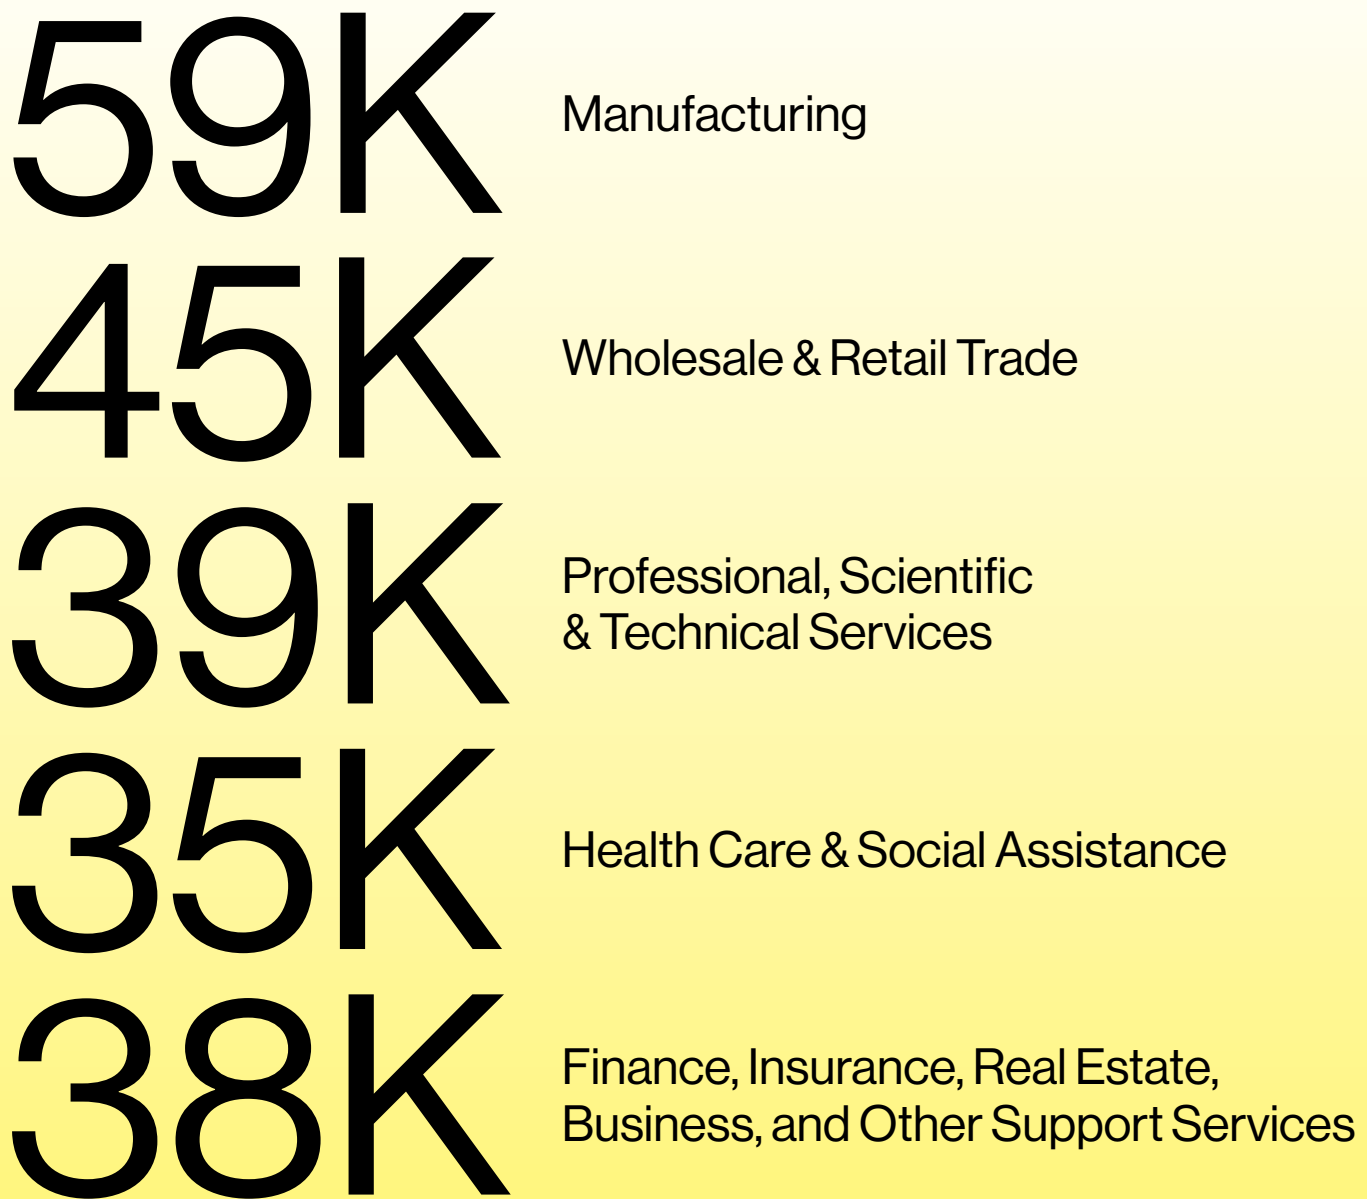 59K
Manufacturing
45K
Wholesale & Retail Trade
39K
Professional, Scientific
& Technical Services
35K
Health Care & Social Assistance
38K
Finance, Insurance, Real Estate,
Business, and Other Support Services